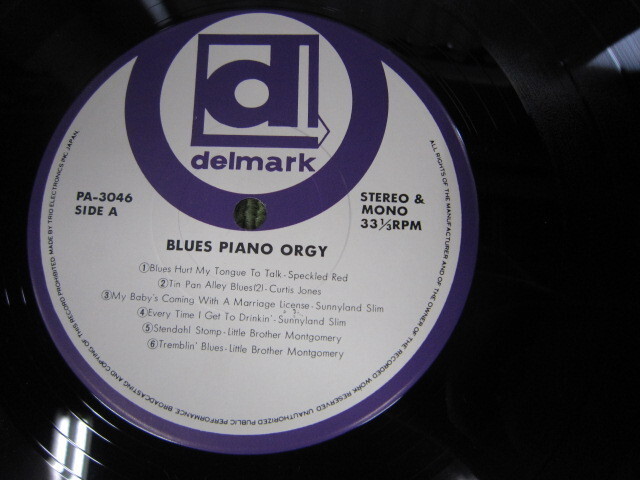 d
delmark
PA-3046
SIDE A
STEREO &
MONO
33 1/3 RPM
BLUES PIANO ORGY
①Blues Hurt My Tongue To Talk-Speckled Red
②Tin Pan Alley Blues(2)-Curtis Jones
③My Baby's Coming With A Marriage License-Sunnyland Slim
④Every Time I Get To Drinkin'-Sunnyland Slim
⑤Stendahl Stomp-Little Brother Montgomery
⑥Tremblin' Blues-Little Brother Montgomery
ALL RIGHTS OF THE MANUFACTURER AND OF THE OWNER OF THE RECORDED WORK RESERVED. UNAUTHORIZED PUBLIC PERFORMANCE BROADCASTING AND COPYING OF THIS RECORD PROHIBITED. MADE BY TRIO ELECTRONICS INC. JAPAN.